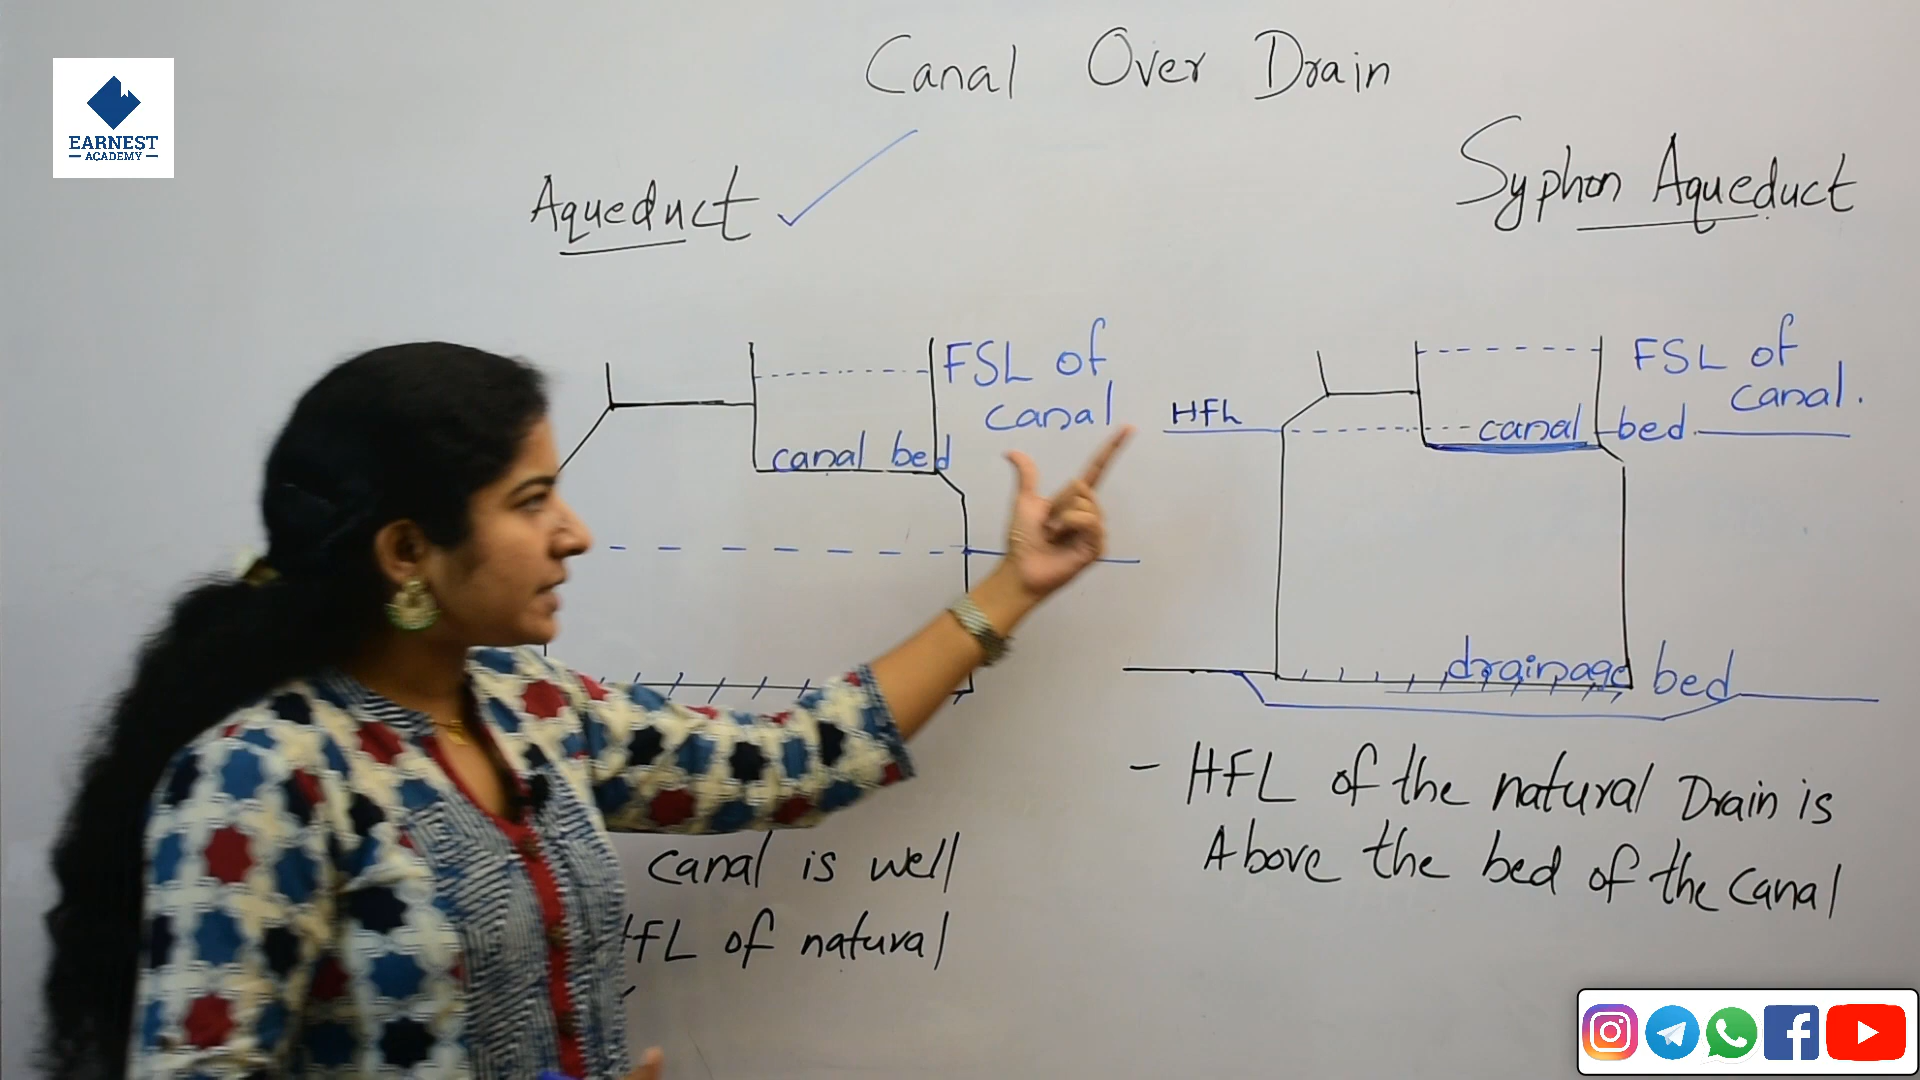 EARNEST
ACADEMY
Canal Over Drain
Aqueduct
Syphon Aqueduct
FSL of
canal
canal bed
HFL
FSL of
canal.
canal bed
drainage bed
- HFL of the natural Drain is
Above the bed of the canal
canal is well
HFL of natural